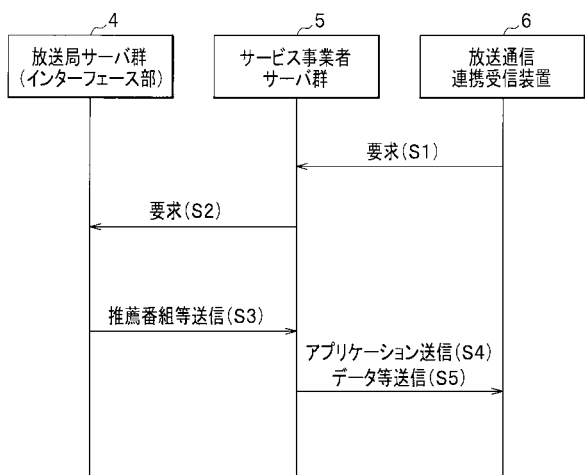 4
5
6
放送局サーバ群
(インターフェース部)
サービス事業者
サーバ群
放送通信
連携受信装置
要求(S1)
要求(S2)
推薦番組等送信(S3)
アプリケーション送信(S4)
データ等送信(S5)